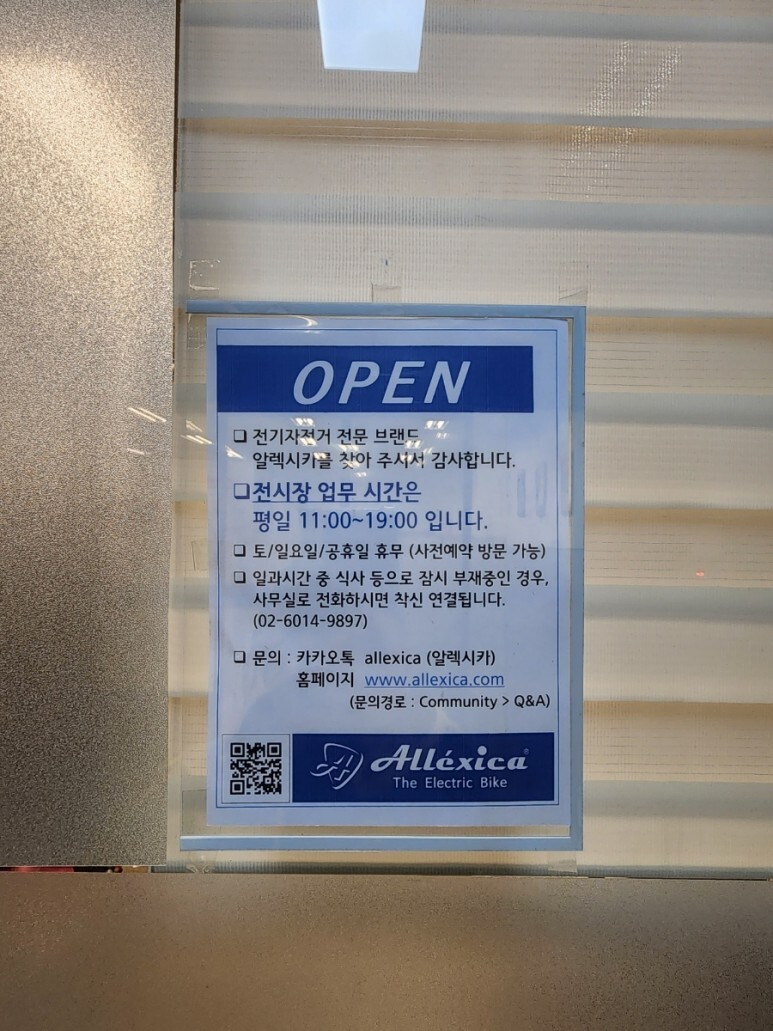 OPEN
❏ 전기자전거 전문 브랜드
알렉시카를 찾아 주셔서 감사합니다.
❏전시장 업무 시간은
평일 11:00~19:00 입니다.
❏ 토/일요일/공휴일 휴무 (사전예약 방문 가능)
❏ 일과시간 중 식사 등으로 잠시 부재중인 경우,
사무실로 전화하시면 착신 연결됩니다.
(02-6014-9897)
❏ 문의 : 카카오톡 allexica (알렉시카)
홈페이지 www.allexica.com
(문의경로 : Community > Q&A)
Alléxica®
The Electric Bike